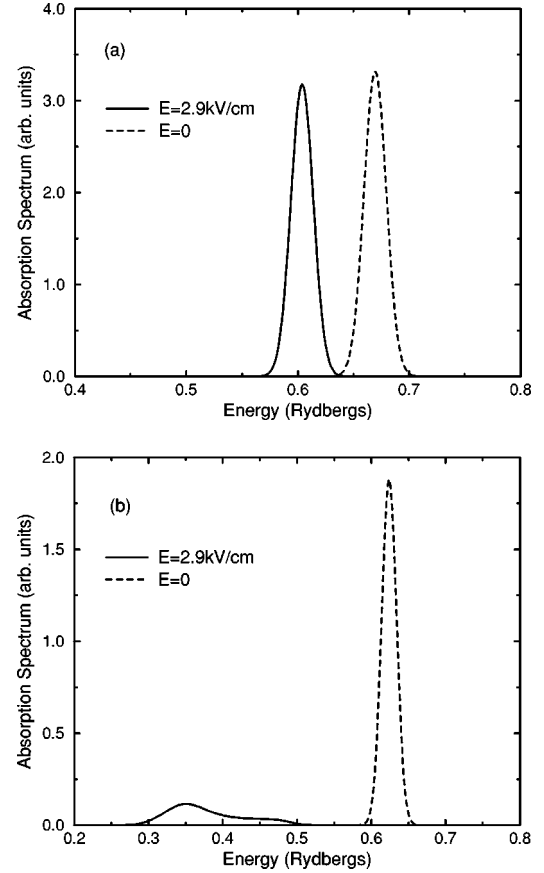 4.0
(a)
3.0
E=2.9kV/cm
E=0
2.0
1.0
0.0
0.4 0.5 0.6 0.7 0.8
Absorption Spectrum (arb. units)
Energy (Rydbergs)
2.0
(b)
1.5
E=2.9kV/cm
E=0
1.0
0.5
0.0
0.2 0.3 0.4 0.5 0.6 0.7 0.8
Absorption Spectrum (arb. units)
Energy (Rydbergs)